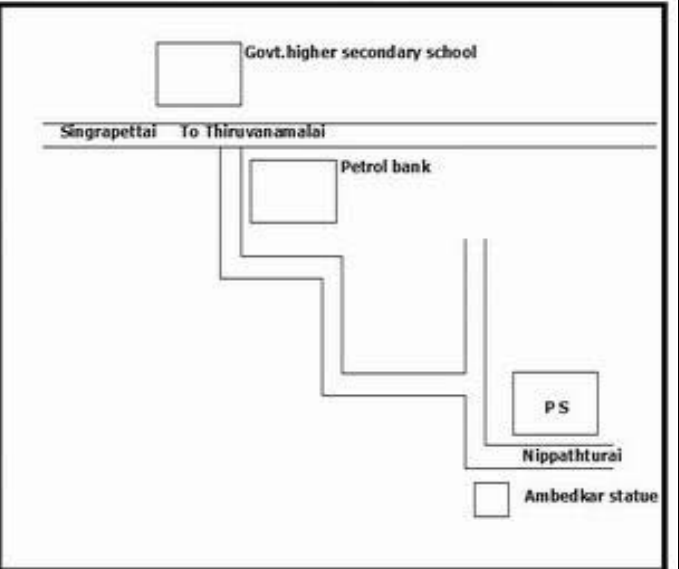 Govt.higher secondary school
Singrapettai To Thiruvanamalai
Petrol bank
P S
Nippathturai
Ambedkar statue